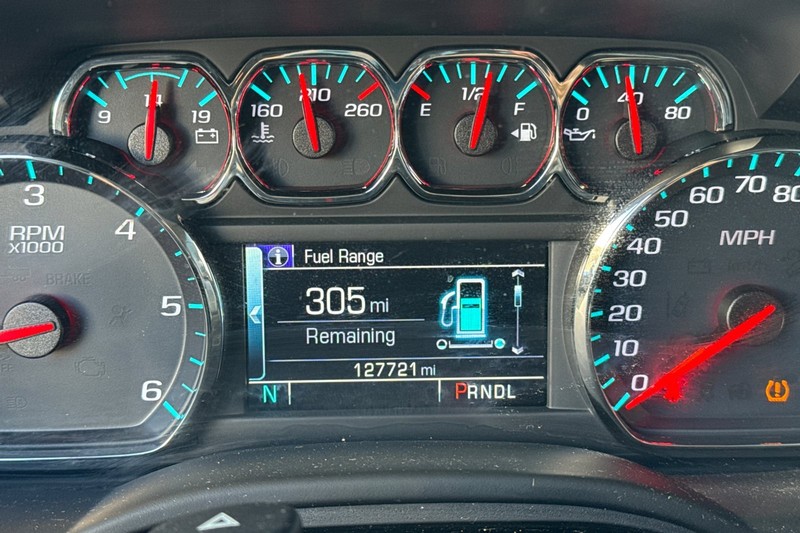 9 14 19
160 210 260
E 1/2 F
0 40 80
3
4
5
6
RPM
x1000
BRAKE
Fuel Range
305 mi
Remaining
127721 mi
N
PRNDL
0
10
20
30
40
50
60
70
80
MPH